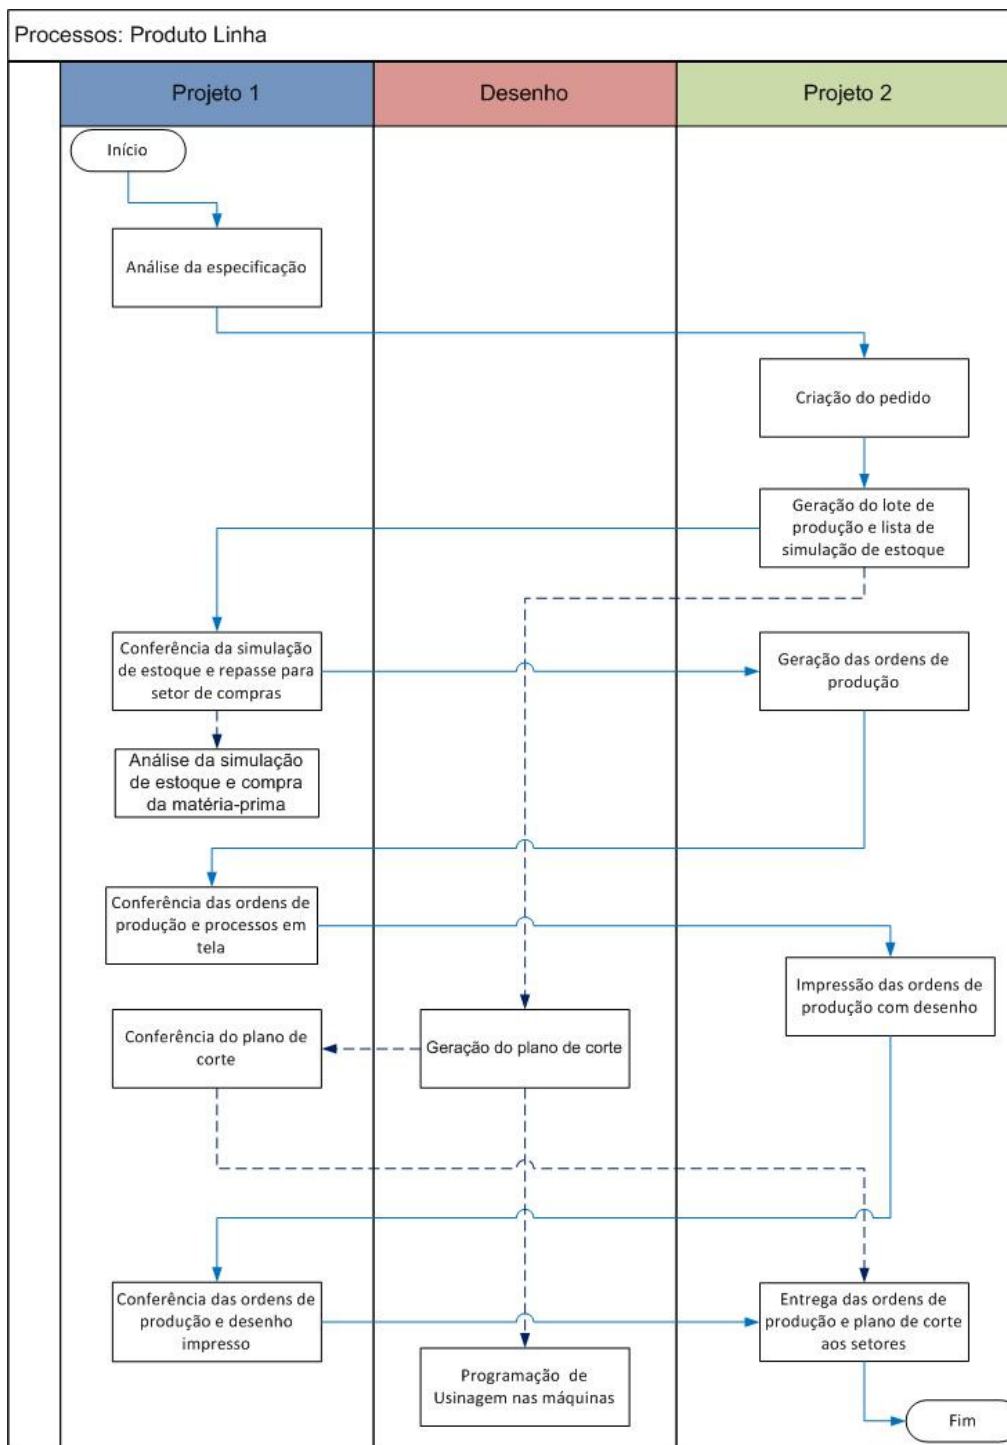 Processos: Produto Linha
Projeto 1
Desenho
Projeto 2
Início
Análise da especificação
Criação do pedido
Geração do lote de
produção e lista de
simulação de estoque
Conferência da simulação
de estoque e repasse para
setor de compras
Geração das ordens de
produção
Análise da simulação
de estoque e compra
da matéria-prima
Conferência das ordens de
produção e processos em
tela
Impressão das ordens de
produção com desenho
Conferência do plano de
corte
Geração do plano de corte
Conferência das ordens de
produção e desenho
impresso
Entrega das ordens de
produção e plano de corte
aos setores
Programação de
Usinagem nas máquinas
Fim